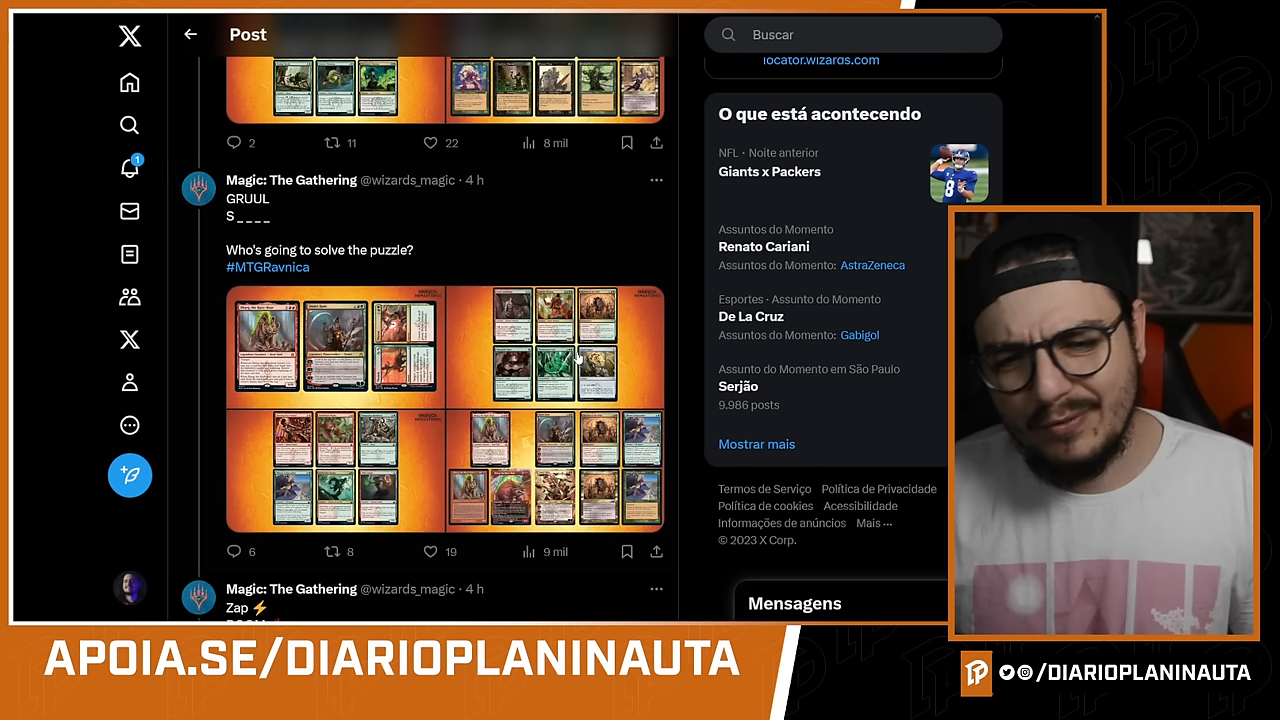 Post
Buscar
locator.wizards.com
2
11
22
8 mil
O que está acontecendo
NFL · Noite anterior
Giants x Packers
Assuntos do Momento
Renato Cariani
Assuntos do Momento: AstraZeneca
Esportes · Assunto do Momento
De La Cruz
Assuntos do Momento: Gabigol
Assunto do Momento em São Paulo
Serjão
9.986 posts
Mostrar mais
Termos de Serviço Política de Privacidade
Política de cookies Acessibilidade
Informações de anúncios Mais ...
© 2023 X Corp.
Mensagens
1
Magic: The Gathering @wizards_magic · 4 h
GRUUL
S _ _ _ _
Who's going to solve the puzzle?
#MTGRavnica
6
8
19
9 mil
Magic: The Gathering @wizards_magic · 4 h
Zap ⚡
APOIA.SE/DIARIOPLANINAUTA
/DIARIOPLANINAUTA